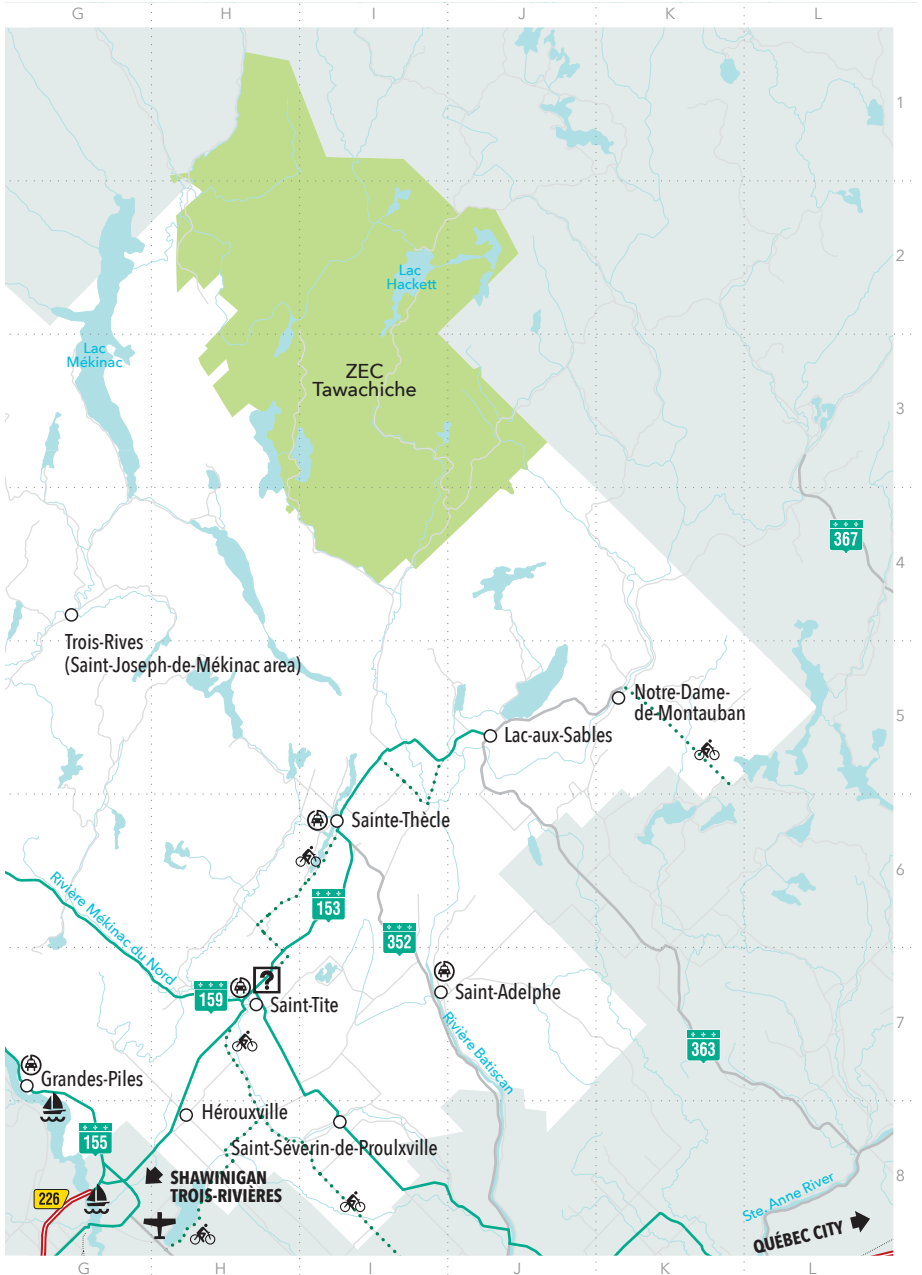 G H I J K L
1
2
Lac
Hackett
Lac
Mékinac
ZEC
Tawachiche
3
367
4
Trois-Rives
(Saint-Joseph-de-Mékinac area)
Notre-Dame-
de-Montauban
5
Lac-aux-Sables
Sainte-Thècle
6
Rivière Mékinac du Nord
153
352
?
159
Saint-Tite
Saint-Adelphe
7
Rivière Batiscan
363
Grandes-Piles
Hérouxville
155
Saint-Séverin-de-Proulxville
8
SHAWINIGAN
TROIS-RIVIÈRES
226
Ste. Anne River
QUÉBEC CITY
G H I J K L